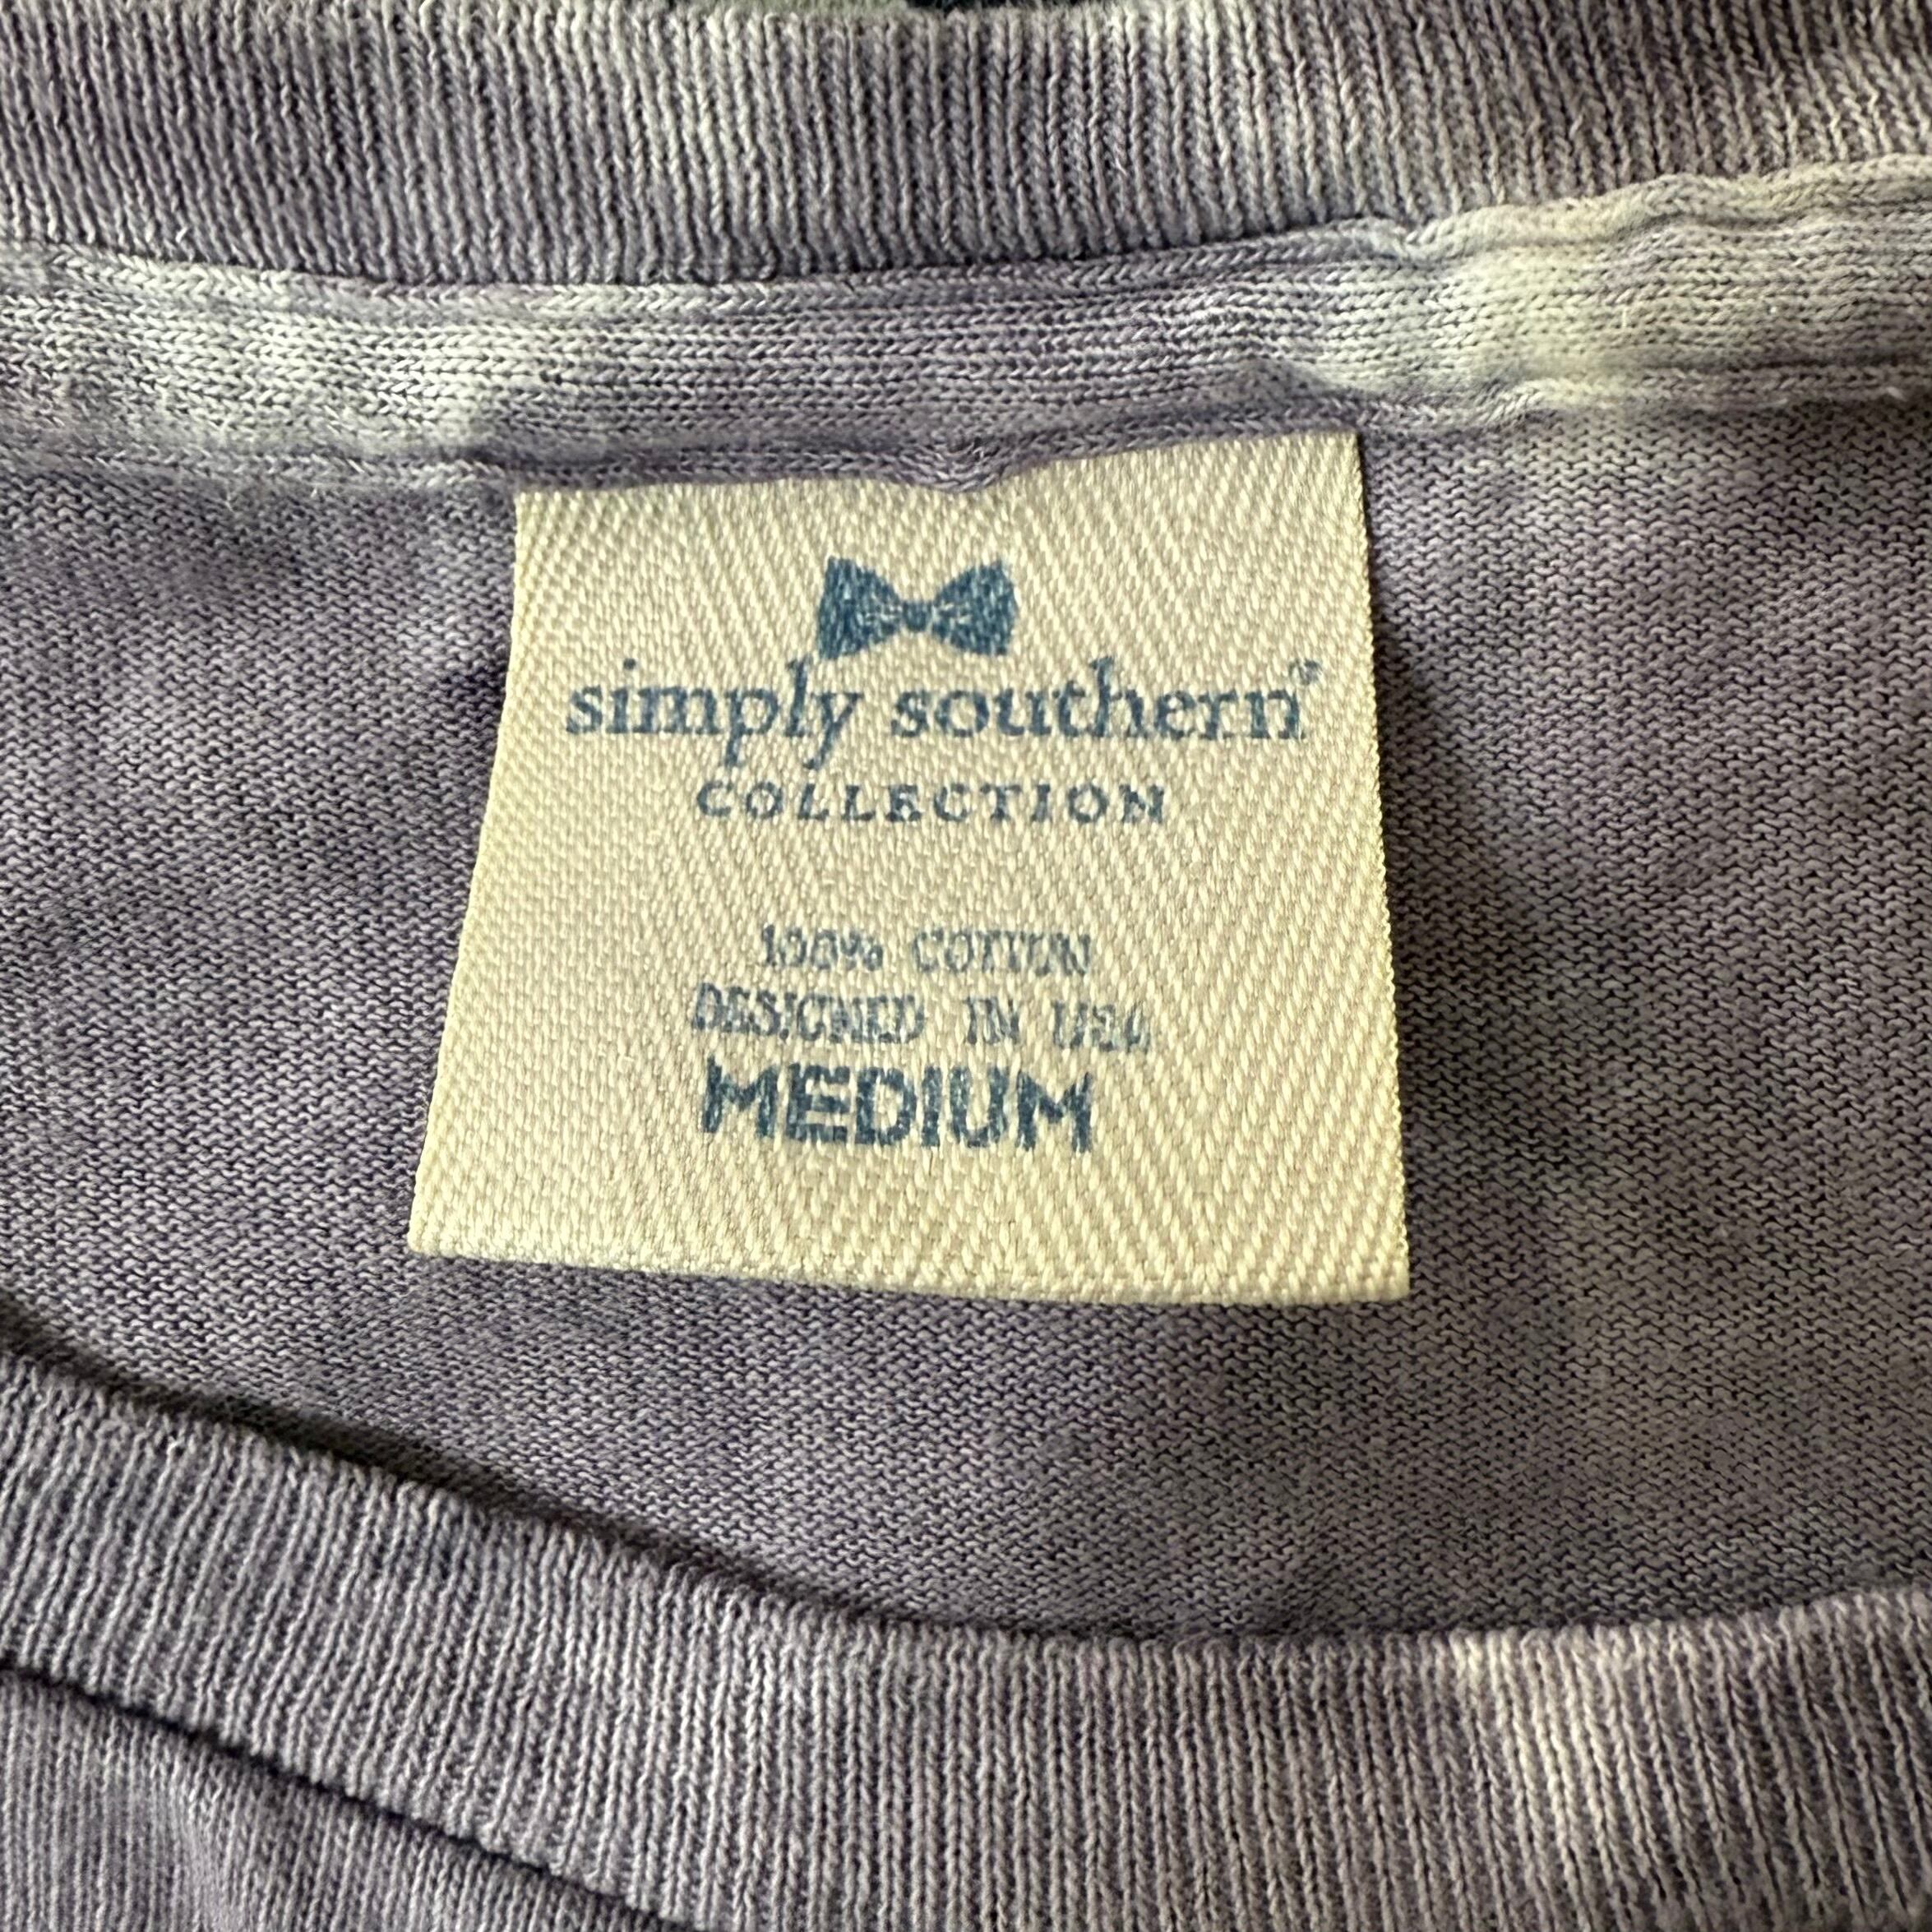 simply southern®
COLLECTION
100% COTTON
DESIGNED IN USA
MEDIUM